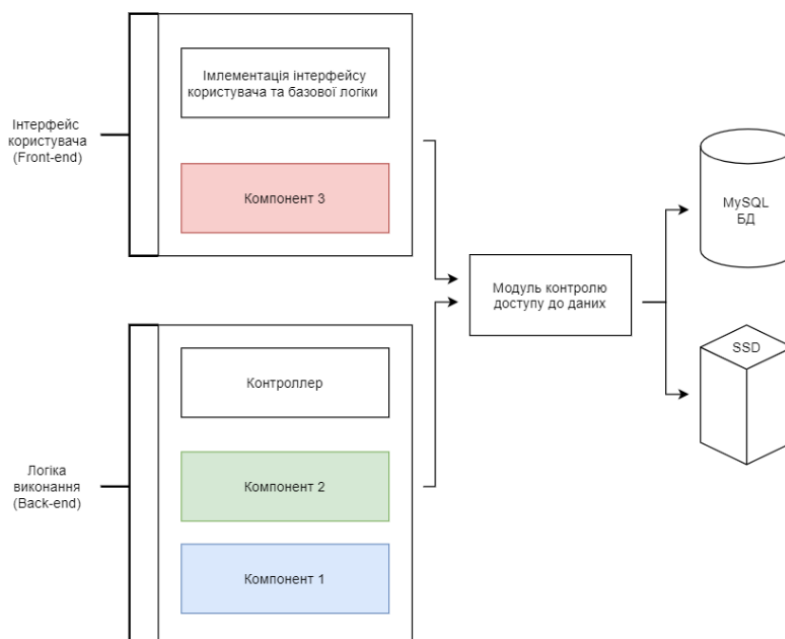 Імлементація інтерфейсу
користувача та базової логіки
Інтерфейс
користувача
(Front-end)
Компонент 3
MySQL
БД
Модуль контролю
доступу до даних
SSD
Контроллер
Логіка
виконання
(Back-end)
Компонент 2
Компонент 1